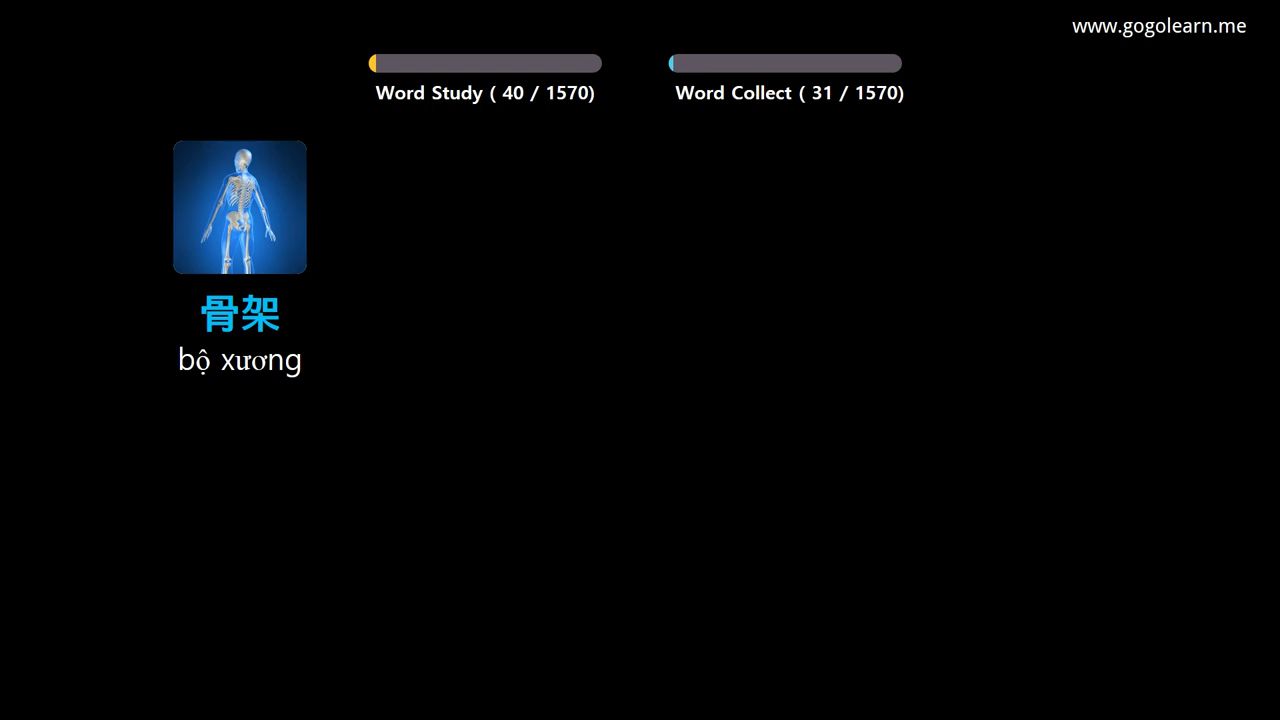 www.gogolearn.me
Word Study ( 40 / 1570)
Word Collect ( 31 / 1570)
骨架
bộ xương